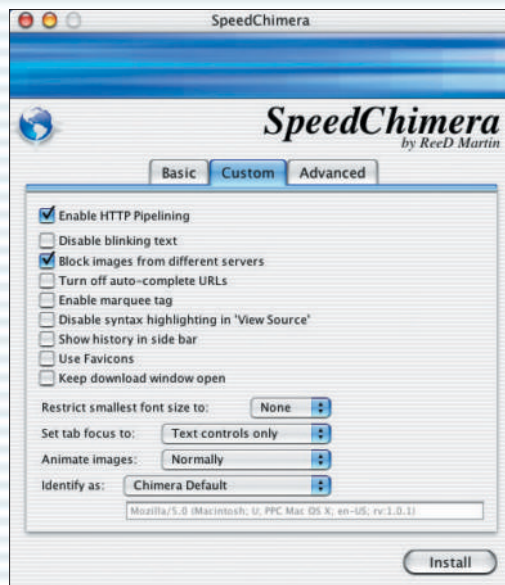 SpeedChimera
SpeedChimera
by ReeD Martin
Basic Custom Advanced
Enable HTTP Pipelining
Disable blinking text
Block images from different servers
Turn off auto-complete URLs
Enable marquee tag
Disable syntax highlighting in 'View Source'
Show history in side bar
Use Favicons
Keep download window open
Restrict smallest font size to: None
Set tab focus to: Text controls only
Animate images: Normally
Identify as: Chimera Default
Mozilla/5.0 (Macintosh; U; PPC Mac OS X; en-US; rv:1.0.1)
Install